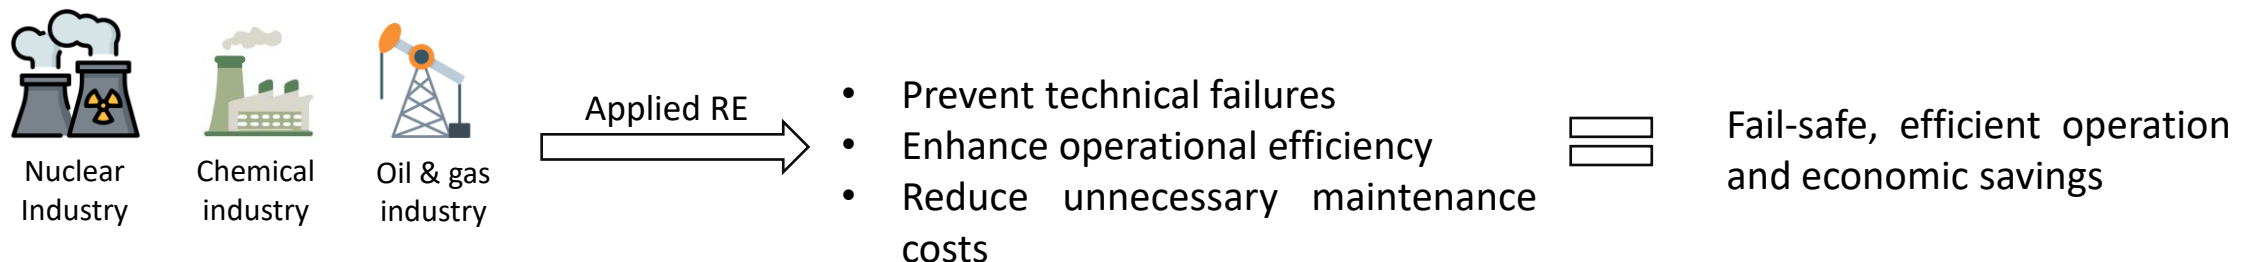 Nuclear
Industry
Chemical
industry
Oil & gas
industry
Applied RE
• Prevent technical failures
• Enhance operational efficiency
• Reduce unnecessary maintenance
costs
Fail-safe, efficient operation
and economic savings